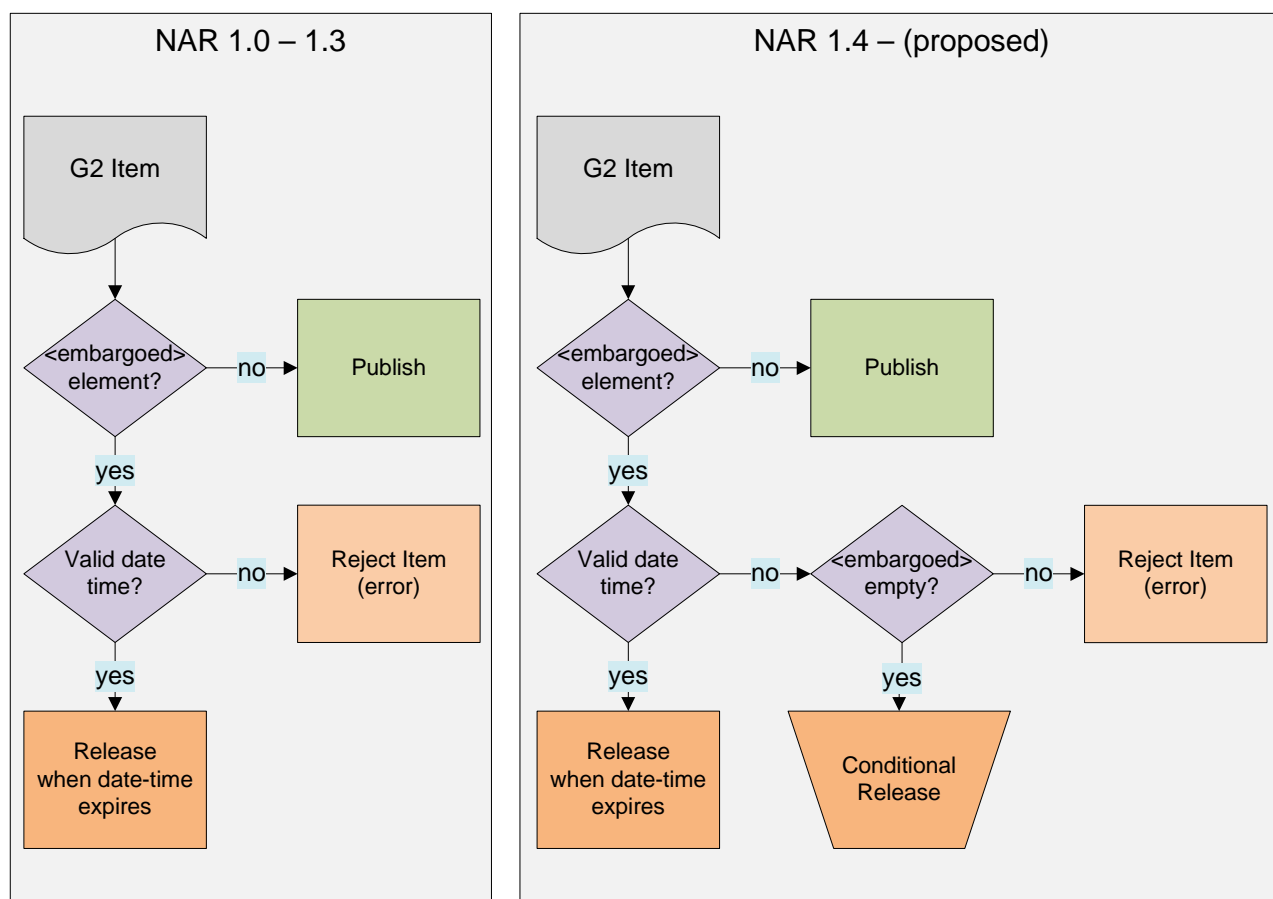 NAR 1.0 – 1.3
G2 Item
<embargoed>
element?
no
Publish
yes
Valid date
time?
no
Reject Item
(error)
yes
Release
when date-time
expires
NAR 1.4 – (proposed)
G2 Item
<embargoed>
element?
no
Publish
yes
Valid date
time?
no
<embargoed>
empty?
no
Reject Item
(error)
yes
yes
Release
when date-time
expires
Conditional
Release